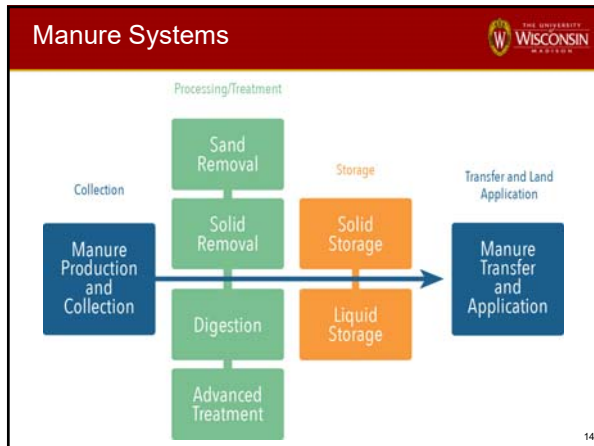 Manure Systems
THE UNIVERSITY
WISCONSIN
MADISON
Processing/Treatment
Sand
Removal
Collection
Storage
Transfer and Land
Application
Manure
Production
and
Collection
Solid
Removal
Solid
Storage
Manure
Transfer
and
Application
Digestion
Liquid
Storage
Advanced
Treatment
14